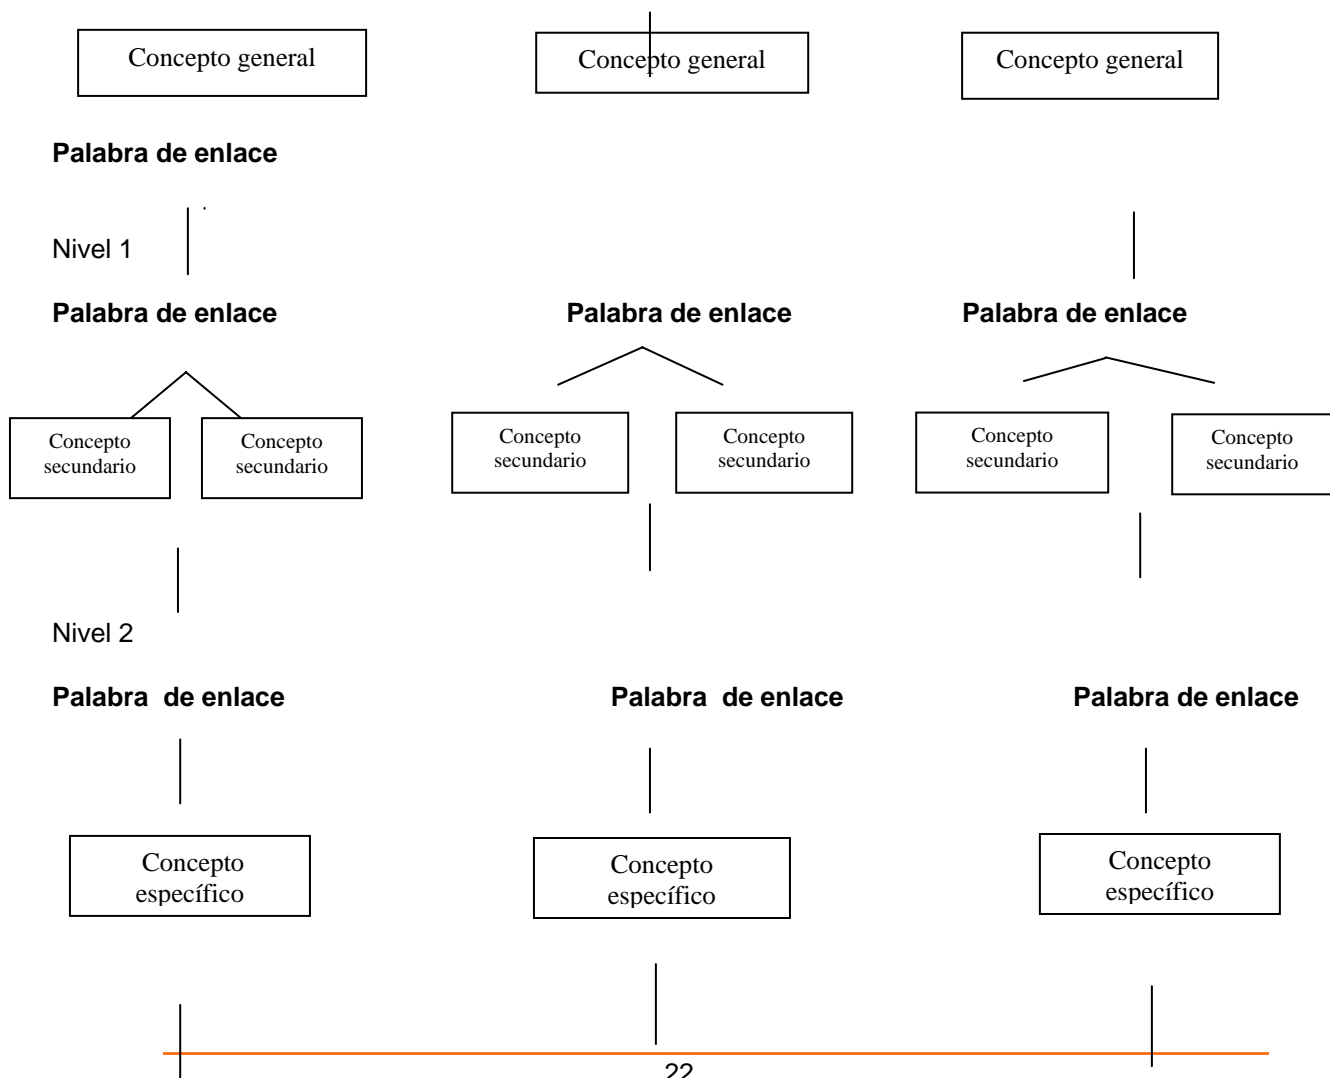 Concepto general
Concepto general
Concepto general
Palabra de enlace
Nivel 1
Palabra de enlace
Palabra de enlace
Palabra de enlace
Concepto
secundario
Concepto
secundario
Concepto
secundario
Concepto
secundario
Concepto
secundario
Concepto
secundario
Nivel 2
Palabra de enlace
Palabra de enlace
Palabra de enlace
Concepto
específico
Concepto
específico
Concepto
específico
22